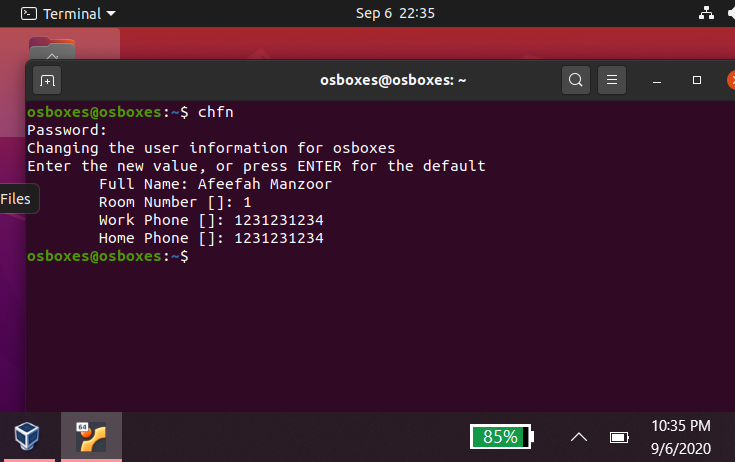 Terminal
Sep 6 22:35
osboxes@osboxes: ~
osboxes@osboxes:~$ chfn
Password:
Changing the user information for osboxes
Enter the new value, or press ENTER for the default
Full Name: Afeefah Manzoor
Room Number []: 1
Work Phone []: 1231231234
Home Phone []: 1231231234
osboxes@osboxes:~$
Files
64
85%
10:35 PM
9/6/2020